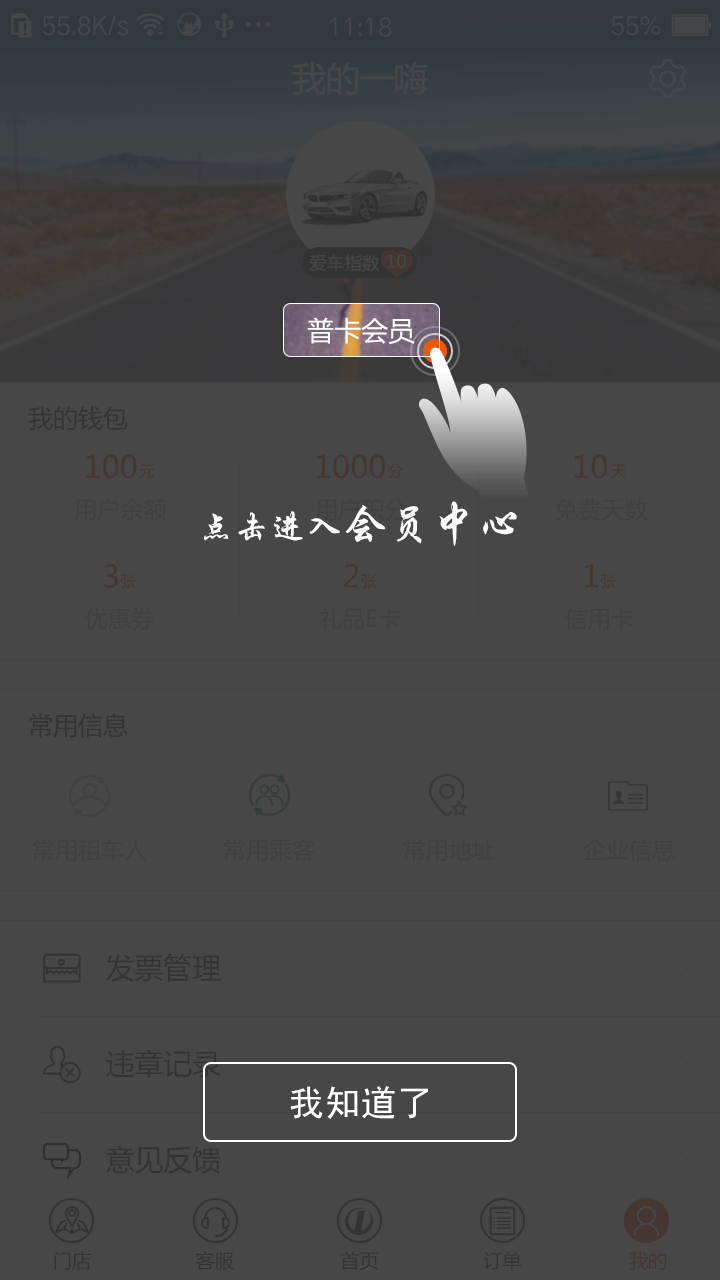 55.8K/s 11:18 55%
我的一嗨
爱车指数 10
普卡会员
我的钱包
100元 1000分 10天
用户余额 用户积分 免费天数
点击进入会员中心
3张 2张 1张
优惠券 礼品E卡 信用卡
常用信息
常用租车人 常用乘客 常用地址 企业信息
发票管理
违章记录
我知道了
意见反馈
门店 客服 首页 订单 我的